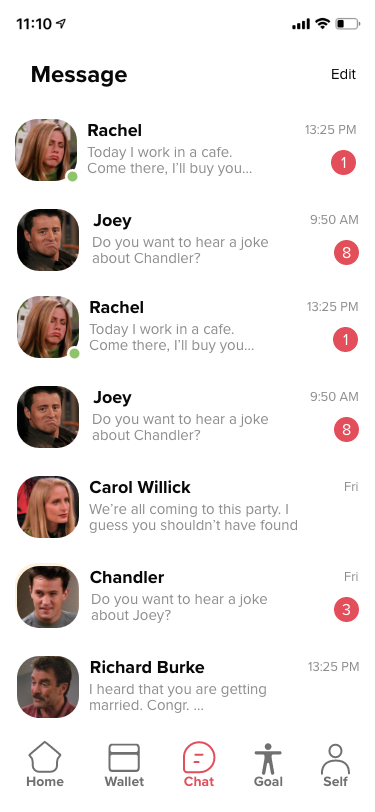 11:10
Message
Edit
Rachel
13:25 PM
Today I work in a cafe.
Come there, I’ll buy you...
1
Joey
9:50 AM
Do you want to hear a joke
about Chandler?
8
Rachel
13:25 PM
Today I work in a cafe.
Come there, I’ll buy you...
1
Joey
9:50 AM
Do you want to hear a joke
about Chandler?
8
Carol Willick
Fri
We’re all coming to this party. I
guess you shouldn’t have found
Chandler
Fri
Do you want to hear a joke
about Joey?
3
Richard Burke
13:25 PM
I heard that you are getting
married. Congr. ...
Home
Wallet
Chat
Goal
Self